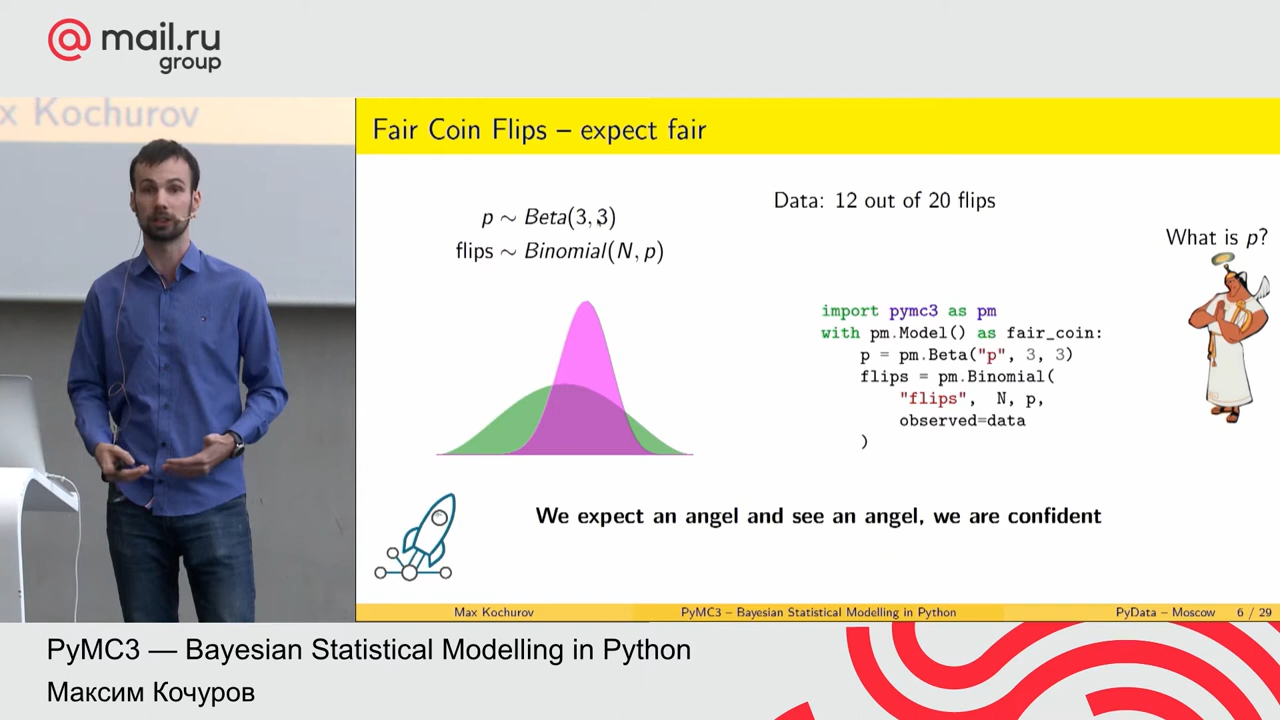 @mail.ru
group
x Kochurov
Fair Coin Flips – expect fair
p ∼ Beta(3, 3)
flips ∼ Binomial(N, p)
Data: 12 out of 20 flips
What is p?
import pymc3 as pm
with pm.Model() as fair_coin:
    p = pm.Beta("p", 3, 3)
    flips = pm.Binomial(
        "flips",  N, p,
        observed=data
    )
We expect an angel and see an angel, we are confident
Max Kochurov
PyMC3 – Bayesian Statistical Modelling in Python
PyData – Moscow
6 / 29
PyMC3 — Bayesian Statistical Modelling in Python
Максим Кочуров